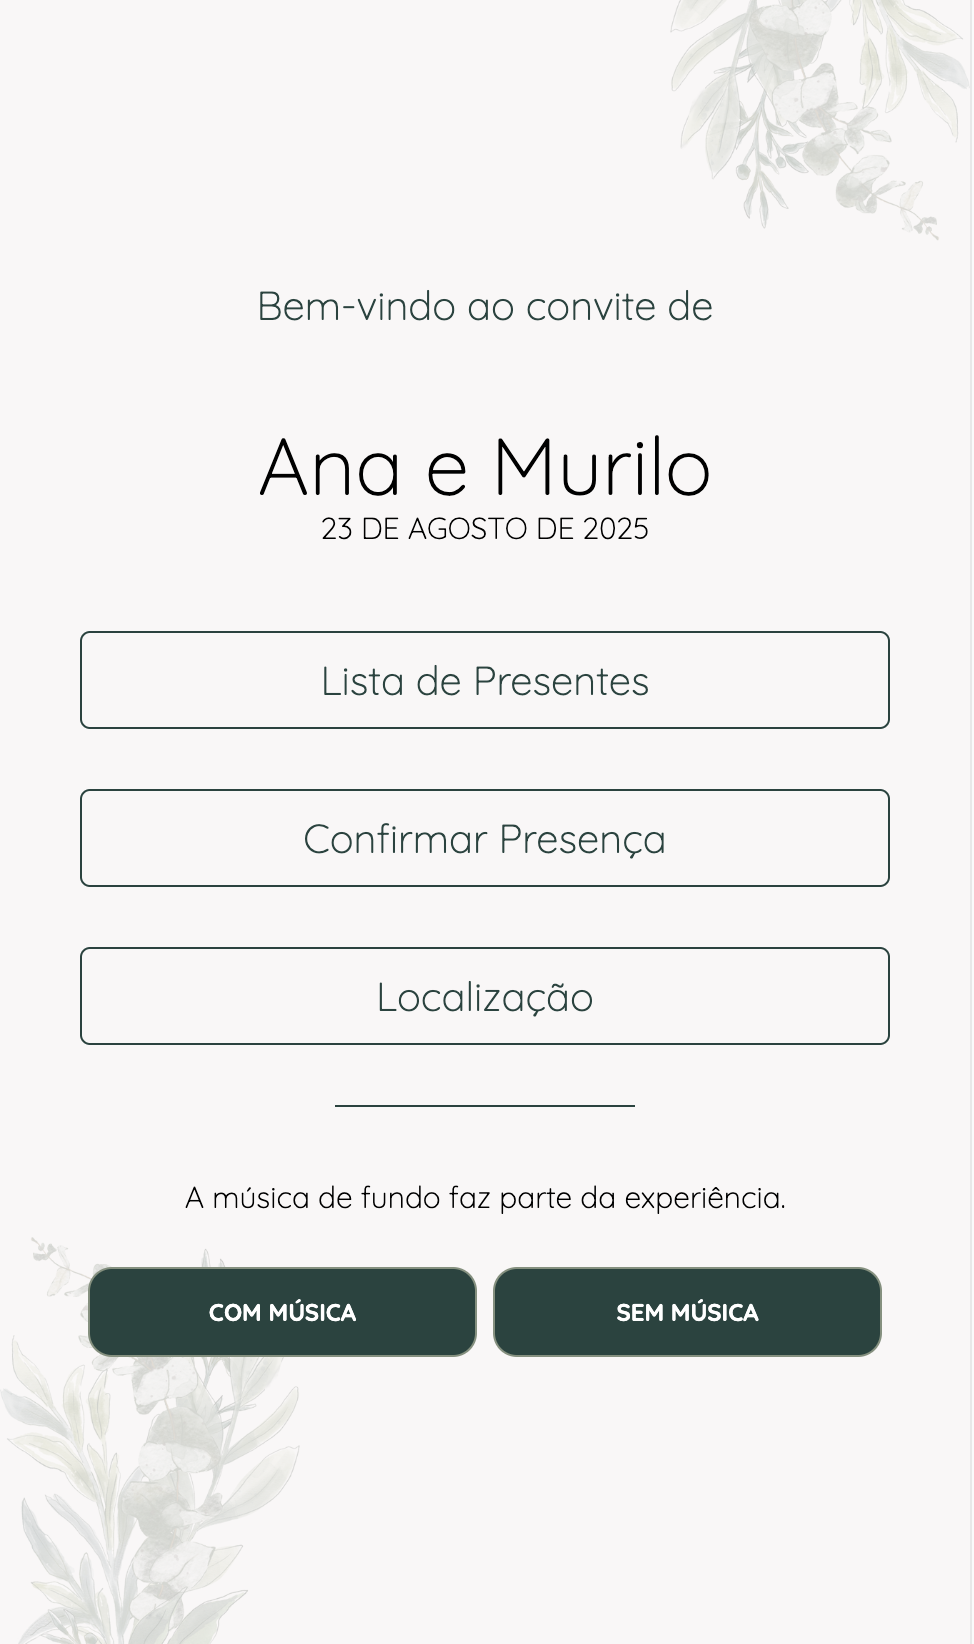 Bem-vindo ao convite de
Ana e Murilo
23 DE AGOSTO DE 2025
Lista de Presentes
Confirmar Presença
Localização
A música de fundo faz parte da experiência.
COM MÚSICA
SEM MÚSICA